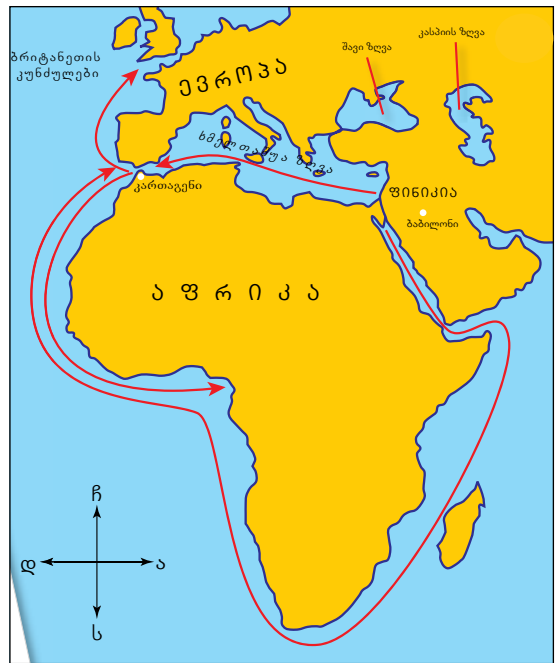 ბრიტანეთის
კუნძულები
ევროპა
შავი ზღვა
კასპიის ზღვა
ხმელთაშუა ზღვა
კართაგენი
ფინიკია
ბაბილონი
აფრიკა
ჩ
დ
ა
ს